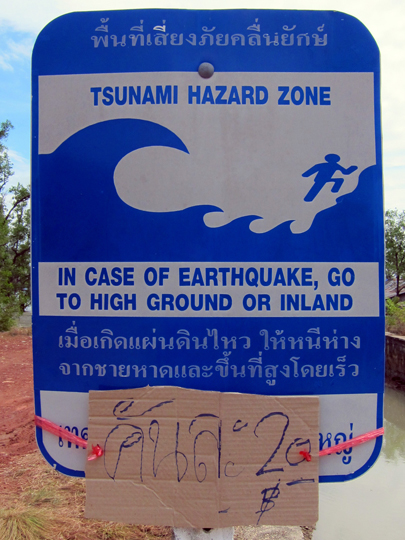 พื้นที่เสี่ยงภัยคลื่นยักษ์
TSUNAMI HAZARD ZONE
IN CASE OF EARTHQUAKE, GO
TO HIGH GROUND OR INLAND
เมื่อเกิดแผ่นดินไหว ให้หนีห่าง
จากชายหาดและขึ้นที่สูงโดยเร็ว
คันละ 20 ฿